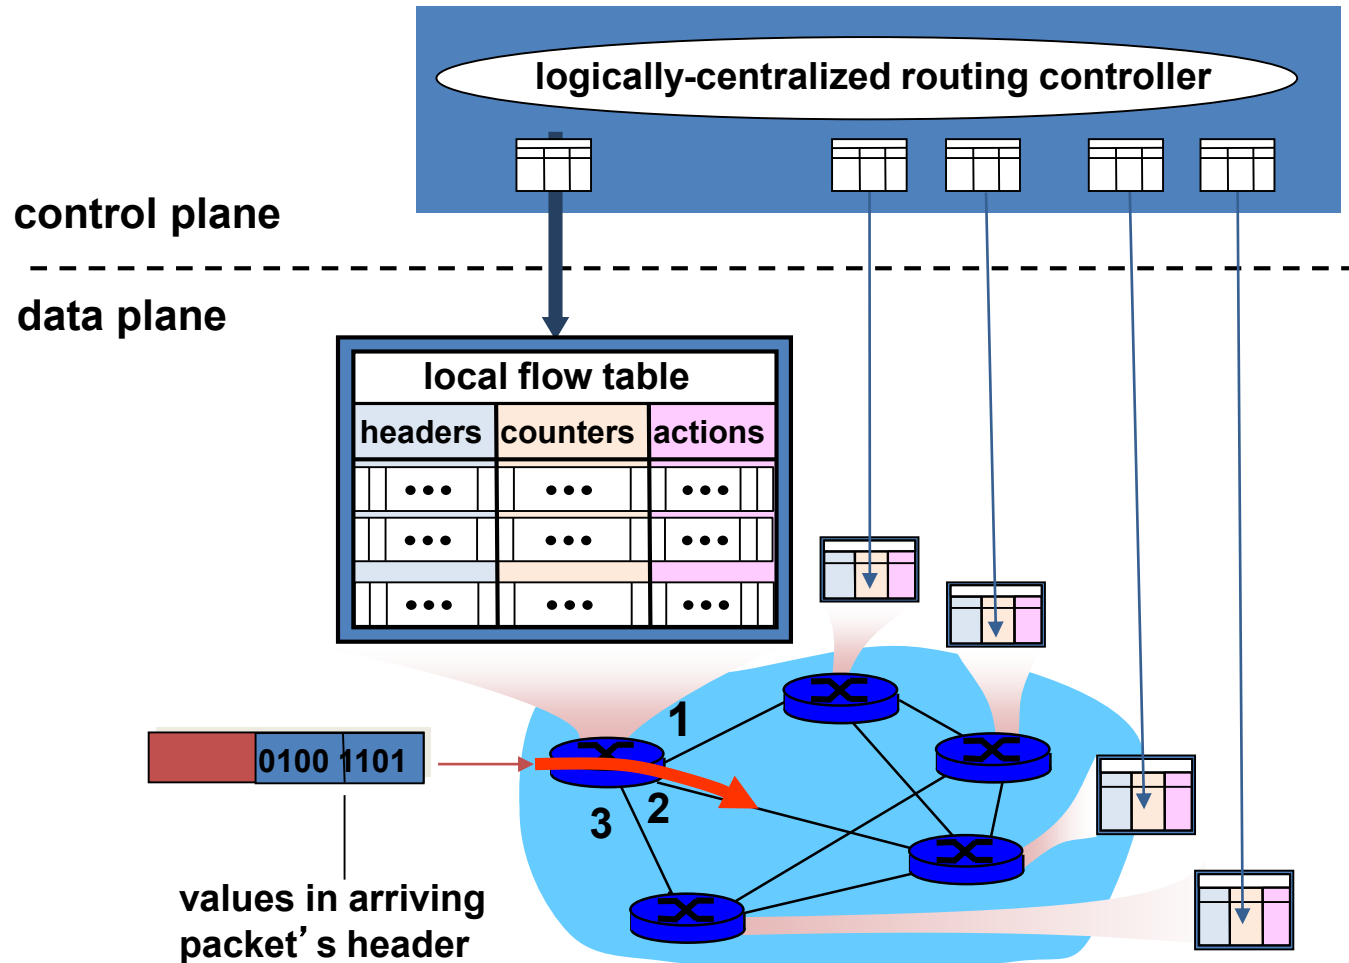 logically-centralized routing controller
control plane
data plane
local flow table
headers counters actions
1
0100 1101
2
3
values in arriving
packet’s header